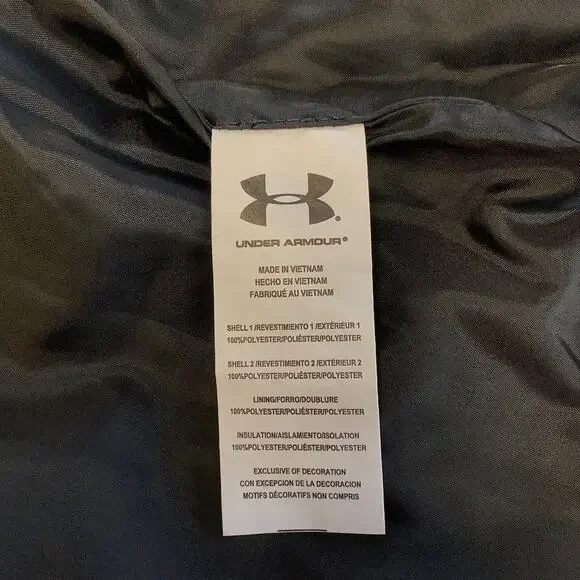 UNDER ARMOUR®
MADE IN VIETNAM
HECHO EN VIETNAM
FABRIQUÉ AU VIETNAM
SHELL 1 /REVESTIMIENTO 1 /EXTÉRIEUR 1
100%POLYESTER/POLIÉSTER/POLYESTER
SHELL 2 /REVESTIMIENTO 2 /EXTÉRIEUR 2
100%POLYESTER/POLIÉSTER/POLYESTER
LINING/FORRO/DOUBLURE
100%POLYESTER/POLIÉSTER/POLYESTER
INSULATION/AISLAMIENTO/ISOLATION
100%POLYESTER/POLIÉSTER/POLYESTER
EXCLUSIVE OF DECORATION
CON EXCEPCION DE LA DECORACION
MOTIFS DÉCORATIFS NON COMPRIS